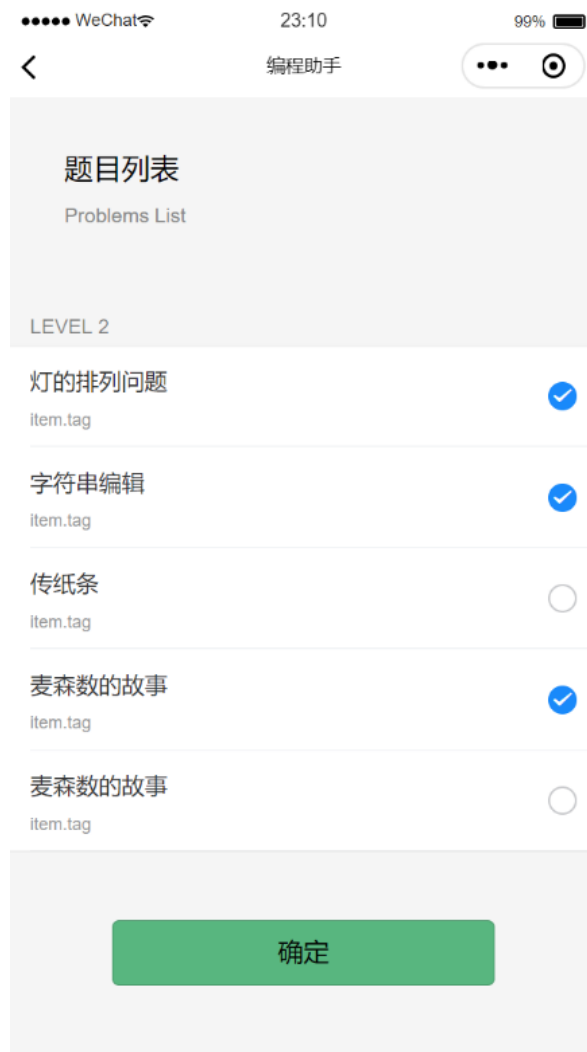 WeChat
23:10
99%
编程助手
题目列表
Problems List
LEVEL 2
灯的排列问题
item.tag
字符串编辑
item.tag
传纸条
item.tag
麦森数的故事
item.tag
麦森数的故事
item.tag
确定